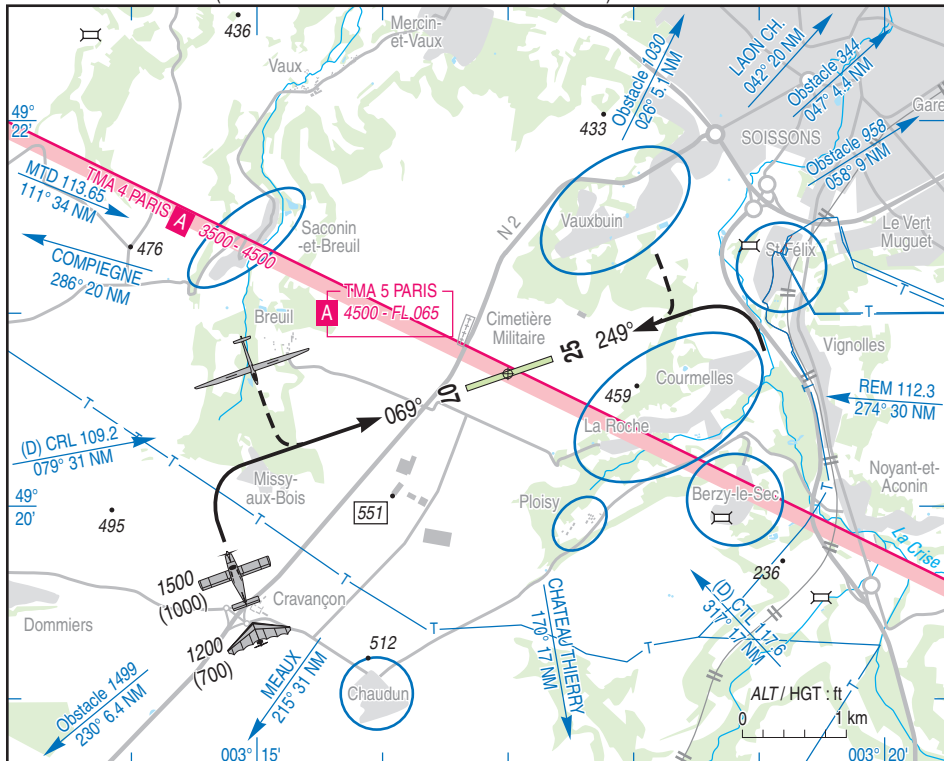 436
Mercin-
et-Vaux
Vaux
Obstacle 1030
026° 5.1 NM
LAON CH.
042° 20 NM
Obstacle 344
047° 4.4 NM
Gare
49°
22'
433
SOISSONS
Obstacle 958
058° 9 NM
MTD 113.65
111° 34 NM
TMA 4 PARIS
A
3500 - 4500
Saconin
-et-Breuil
N 2
Vauxbuin
Le Vert
Muguet
St Félix
476
COMPIEGNE
286° 20 NM
TMA 5 PARIS
A
4500 - FL 065
Breuil
Cimetière
Militaire
25
249°
Vignolles
T
T
T
459
Courmelles
REM 112.3
274° 30 NM
07
069°
La Roche
(D) CRL 109.2
079° 31 NM
T
Missy-
aux-Bois
Noyant-et-
Aconin
49°
20'
495
551
Ploisy
Berzy-le-Sec
T
La Crise
T
236
1500
(1000)
Cravançon
(D) CTL 117.6
317° 17 NM
Dommiers
1200
(700)
T
T
T
CHATEAU THIERRY
170° 17 NM
512
Chaudun
MEAUX
215° 31 NM
Obstacle 1499
230° 6.4 NM
ALT / HGT : ft
0
1 km
003° 15'
003° 20'